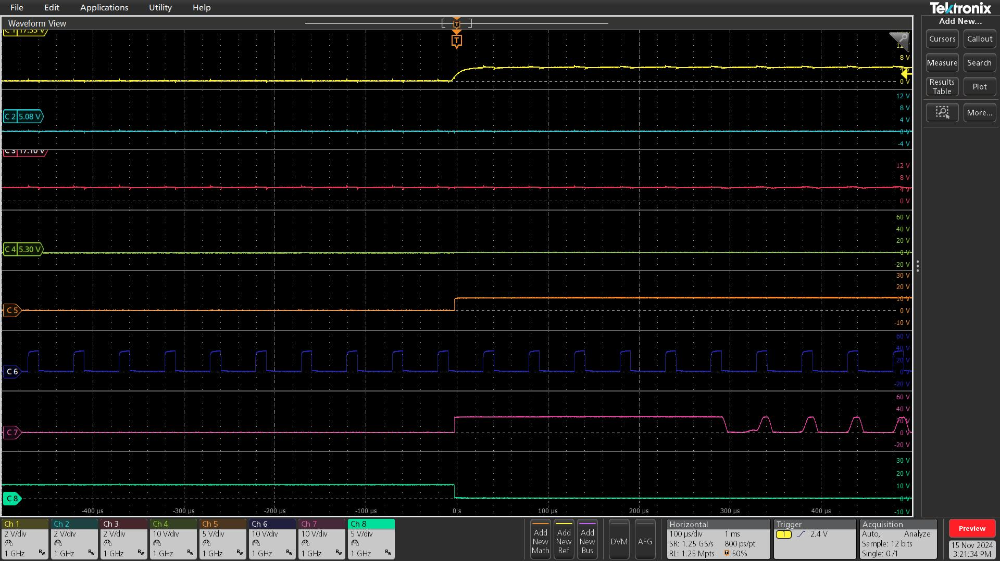 File Edit Applications Utility Help
Tektronix
Waveform View
Add New...
Cursors Callout
Measure Search
Results Table Plot
More...
T
T
C 1 17.33 V
12
8 V
4 V
0 V
C 2 5.08 V
12 V
8 V
4 V
0 V
-4 V
C 3 17.10 V
12 V
8 V
4 V
0 V
C 4 5.30 V
60 V
40 V
20 V
0 V
-20 V
C 5
30 V
20 V
10 V
0 V
-10 V
C 6
60 V
40 V
20 V
0 V
-20 V
C 7
60 V
40 V
20 V
0 V
-20 V
C 8
30 V
20 V
10 V
0 V
-10 V
-400 µs -300 µs -200 µs -100 µs 0 s 100 µs 200 µs 300 µs 400 µs
Ch 1
2 V/div
1 GHz Bw
Ch 2
2 V/div
1 GHz Bw
Ch 3
2 V/div
1 GHz Bw
Ch 4
10 V/div
1 GHz Bw
Ch 5
5 V/div
1 GHz Bw
Ch 6
10 V/div
1 GHz Bw
Ch 7
10 V/div
1 GHz Bw
Ch 8
5 V/div
1 GHz Bw
Add New Math
Add New Ref
Add New Bus
DVM
AFG
Horizontal
100 µs/div 1 ms
SR: 1.25 GS/s 800 ps/pt
RL: 1.25 Mpts T 50%
Trigger
1 2.4 V
Acquisition
Auto, Analyze
Sample: 12 bits
Single: 0 /1
Preview
15 Nov 2024
3:21:34 PM